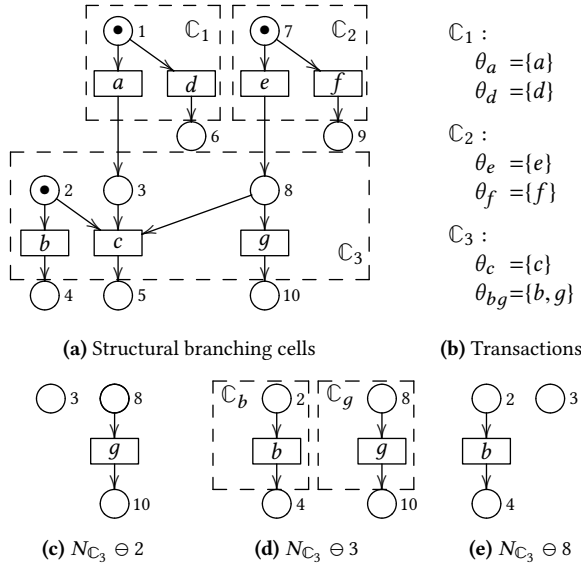 1 ℂ1 7 ℂ2
a d e f
6 9
2 3 8
b c g ℂ3
4 5 10
(a) Structural branching cells
ℂ1 :
θa ={a}
θd ={d}
ℂ2 :
θe ={e}
θf ={f}
ℂ3 :
θc ={c}
θbg={b, g}
(b) Transactions
3 8
g
10
(c) Nℂ3 ⊖ 2
ℂb 2 ℂg 8
b g
4 10
(d) Nℂ3 ⊖ 3
2 3
b
4
(e) Nℂ3 ⊖ 8